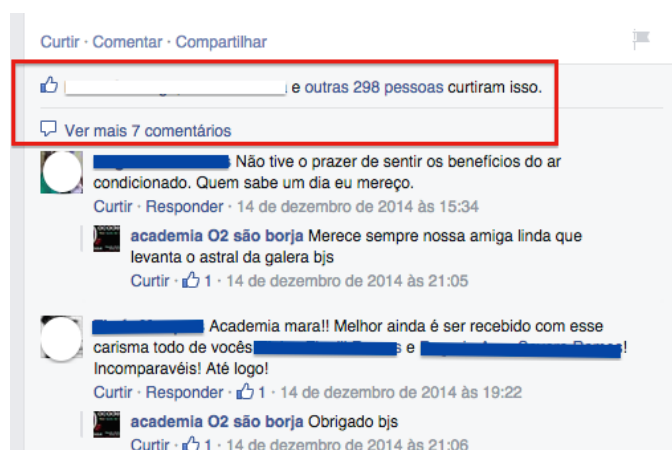 Curtir · Comentar · Compartilhar
e outras 298 pessoas curtiram isso.
Ver mais 7 comentários
Não tive o prazer de sentir os benefícios do ar
condicionado. Quem sabe um dia eu mereço.
Curtir · Responder · 14 de dezembro de 2014 às 15:34
academia O2 são borja Merece sempre nossa amiga linda que
levanta o astral da galera bjs
Curtir · 1 · 14 de dezembro de 2014 às 21:05
Academia mara!! Melhor ainda é ser recebido com esse
carisma todo de vocês e !
Incomparavéis! Até logo!
Curtir · Responder · 1 · 14 de dezembro de 2014 às 19:22
academia O2 são borja Obrigado bjs
Curtir · 1 · 14 de dezembro de 2014 às 21:06